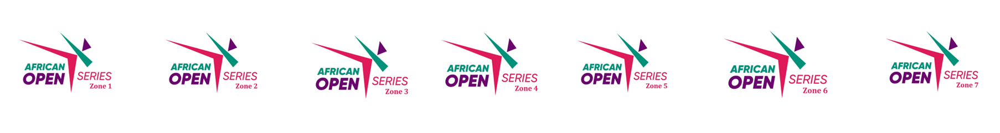 AFRICAN
OPEN SERIES
Zone 1
AFRICAN
OPEN SERIES
Zone 2
AFRICAN
OPEN SERIES
Zone 3
AFRICAN
OPEN SERIES
Zone 4
AFRICAN
OPEN SERIES
Zone 5
AFRICAN
OPEN SERIES
Zone 6
AFRICAN
OPEN SERIES
Zone 7